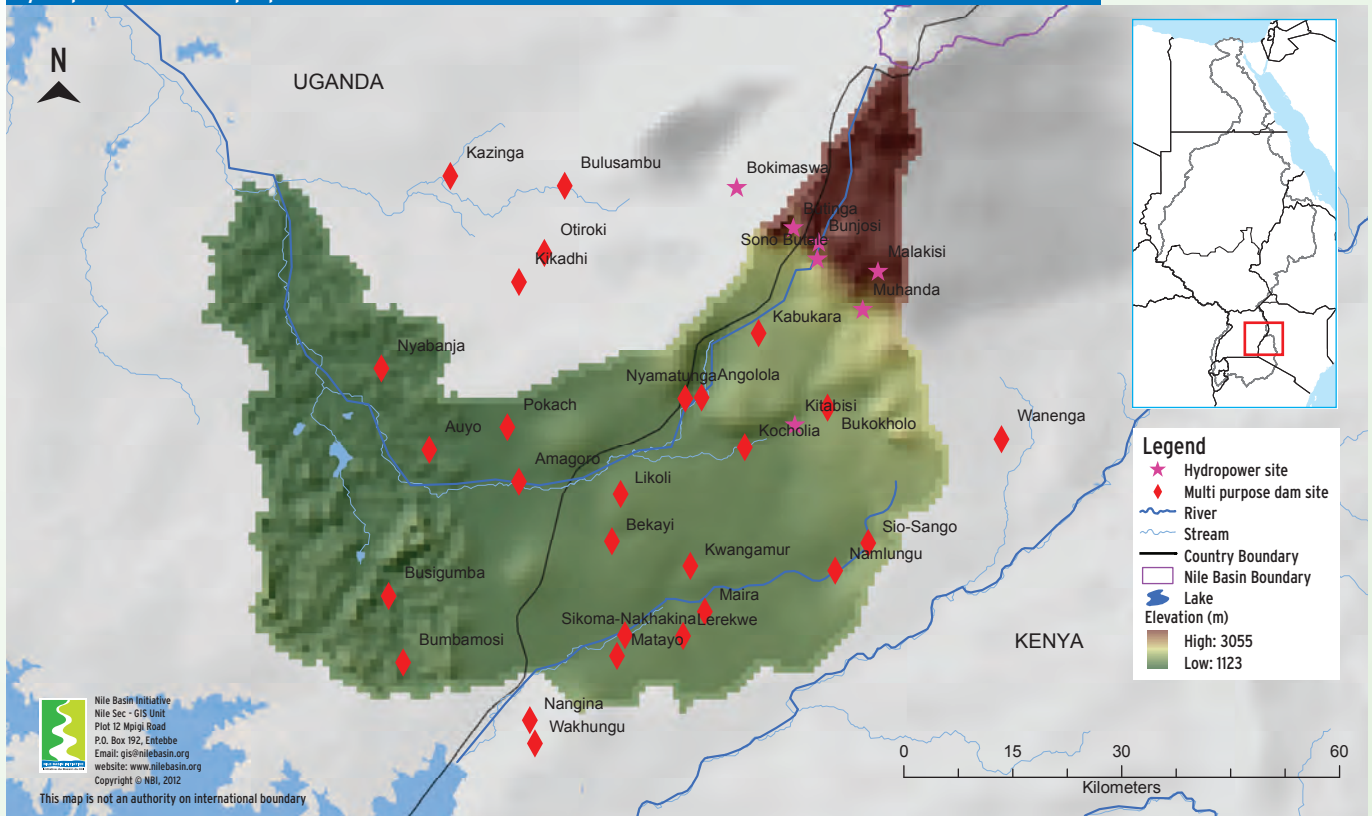 N
UGANDA
Kazinga
Bulusambu
Bokimaswa
Otiroki
Kikadhi
Bunjosi
Sono Butale
Malakisi
Muhanda
Kabukara
Nyabanja
Nyamatunga
Angolola
Pokach
Kitabisi
Auyo
Bukokholo
Wanenga
Kocholia
Amagoro
Likoli
Bekayi
Sio-Sango
Kwangamur
Namlungu
Busigumba
Maira
Sikoma-Nakhakina
Lerekwe
Matayo
Bumbamosi
KENYA
Nangina
Wakhungu
Legend
Hydropower site
Multi purpose dam site
River
Stream
Country Boundary
Nile Basin Boundary
Lake
Elevation (m)
High: 3055
Low: 1123
Nile Basin Initiative
Nile Sec - GIS Unit
Plot 12 Mpigi Road
P.O. Box 192, Entebbe
Email: gis@nilebasin.org
website: www.nilebasin.org
Copyright © NBI, 2012
This map is not an authority on international boundary
0 15 30 60
Kilometers